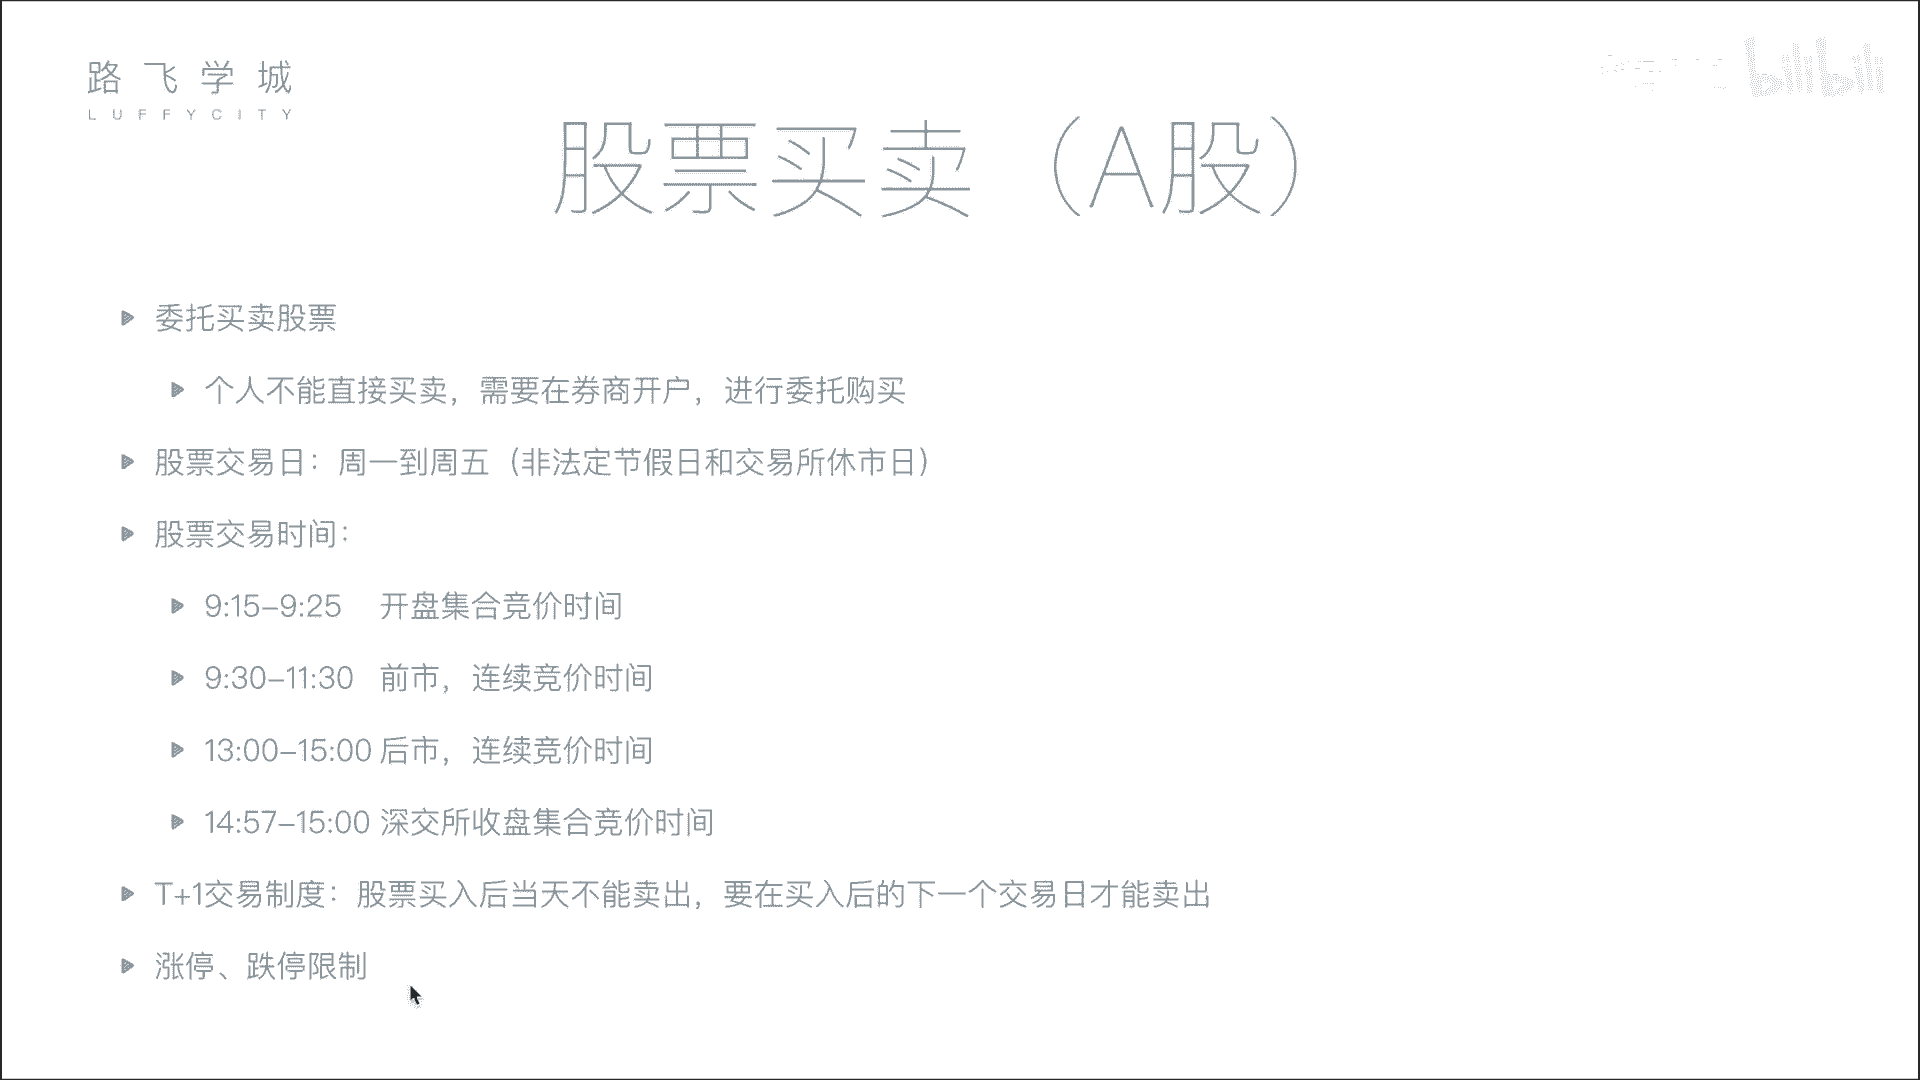 路飞学城
LUFFYCITY
bilibili
股票买卖（A股）
委托买卖股票
个人不能直接买卖，需要在券商开户，进行委托购买
股票交易日：周一到周五（非法定节假日和交易所休市日）
股票交易时间：
9:15–9:25 开盘集合竞价时间
9:30–11:30 前市，连续竞价时间
13:00–15:00 后市，连续竞价时间
14:57–15:00 深交所收盘集合竞价时间
T+1交易制度：股票买入后当天不能卖出，要在买入后的下一个交易日才能卖出
涨停、跌停限制